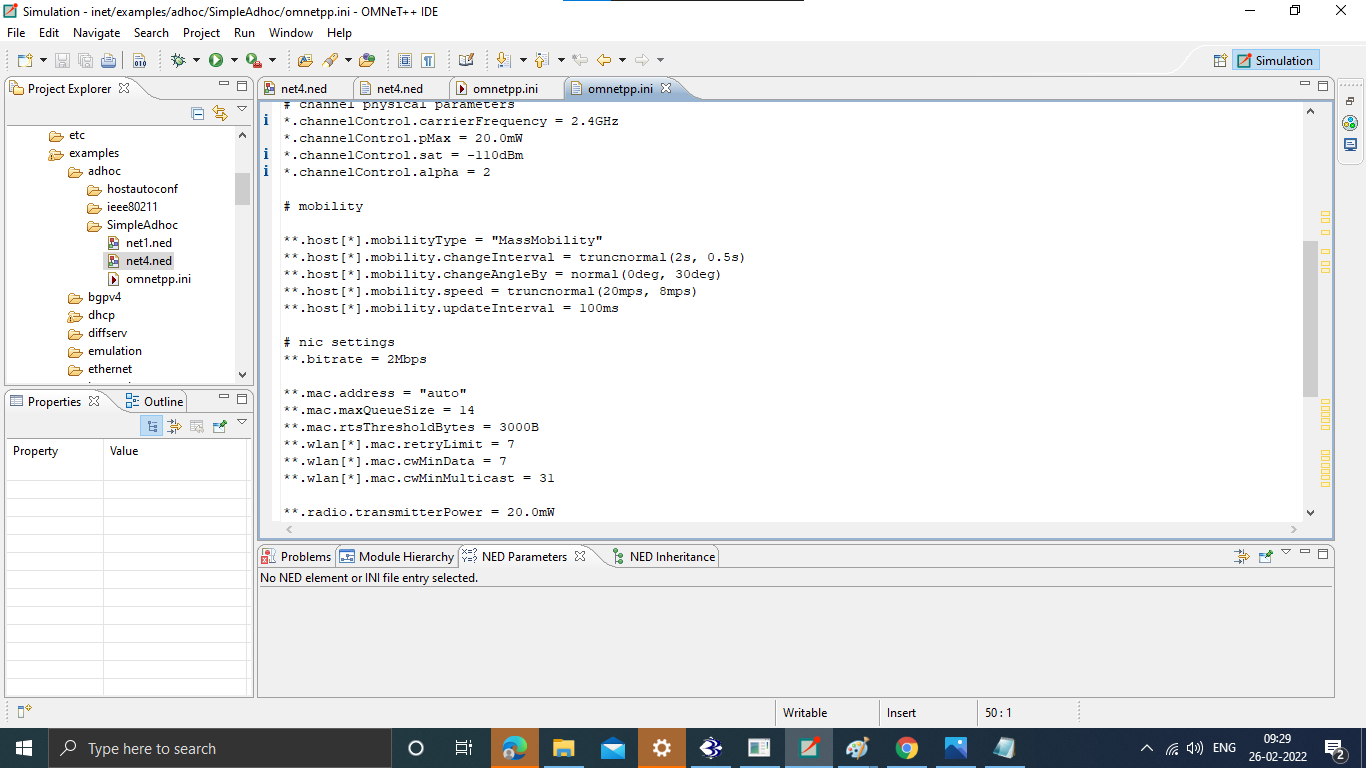 Simulation - inet/examples/adhoc/SimpleAdhoc/omnetpp.ini - OMNeT++ IDE
File Edit Navigate Search Project Run Window Help
010
Simulation
Project Explorer
etc
examples
adhoc
hostautoconf
ieee80211
SimpleAdhoc
net1.ned
net4.ned
omnetpp.ini
bgpv4
dhcp
diffserv
emulation
ethernet
net4.ned net4.ned omnetpp.ini omnetpp.ini
# channel physical parameters
*.channelControl.carrierFrequency = 2.4GHz
*.channelControl.pMax = 20.0mW
*.channelControl.sat = -110dBm
*.channelControl.alpha = 2
# mobility
**.host[*].mobilityType = "MassMobility"
**.host[*].mobility.changeInterval = truncnormal(2s, 0.5s)
**.host[*].mobility.changeAngleBy = normal(0deg, 30deg)
**.host[*].mobility.speed = truncnormal(20mps, 8mps)
**.host[*].mobility.updateInterval = 100ms
# nic settings
**.bitrate = 2Mbps
**.mac.address = "auto"
**.mac.maxQueueSize = 14
**.mac.rtsThresholdBytes = 3000B
**.wlan[*].mac.retryLimit = 7
**.wlan[*].mac.cwMinData = 7
**.wlan[*].mac.cwMinMulticast = 31
**.radio.transmitterPower = 20.0mW
Properties Outline
Property Value
Problems Module Hierarchy NED Parameters NED Inheritance
No NED element or INI file entry selected.
Writable Insert 50 : 1
Type here to search
ENG
09:29
26-02-2022
2